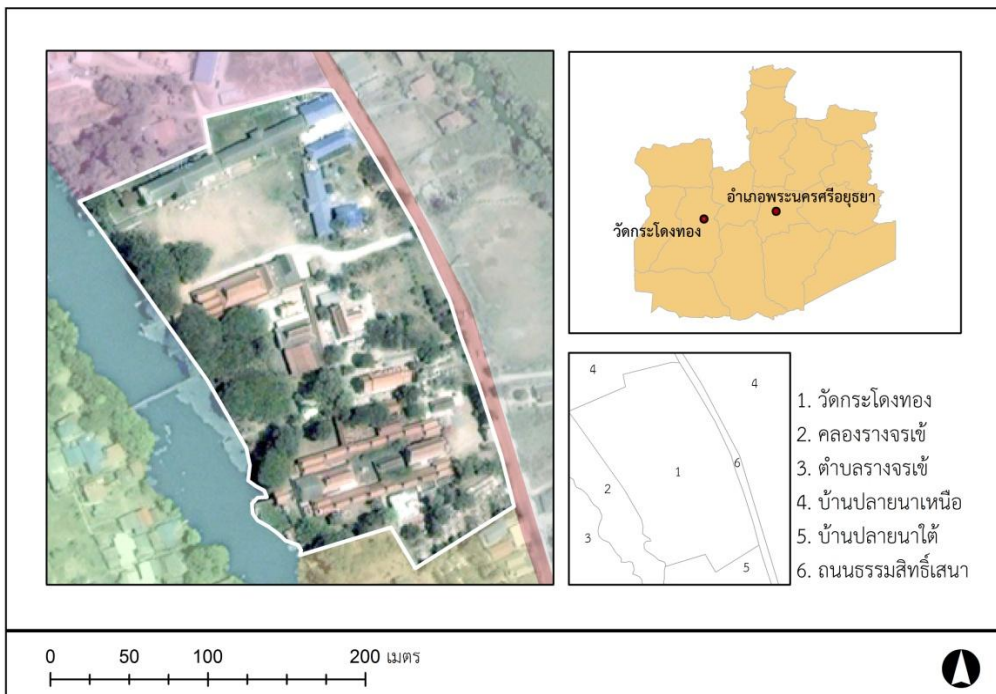 อำเภอพระนครศรีอยุธยา
วัดกระโดงทอง
4
4
1
6
2
3
5
1. วัดกระโดงทอง
2. คลองรางจรเข้
3. ตำบลรางจรเข้
4. บ้านปลายนาเหนือ
5. บ้านปลายนาใต้
6. ถนนธรรมสิทธิ์เสนา
0 50 100 200 เมตร